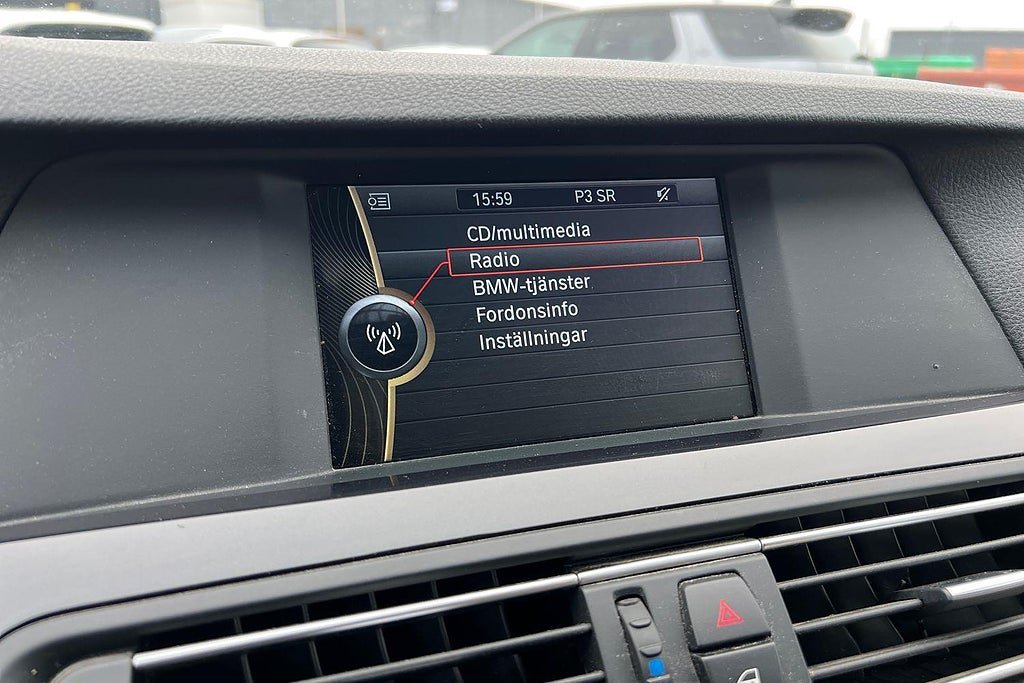 15:59 P3 SR
CD/multimedia
Radio
BMW-tjänster
Fordonsinfo
Inställningar